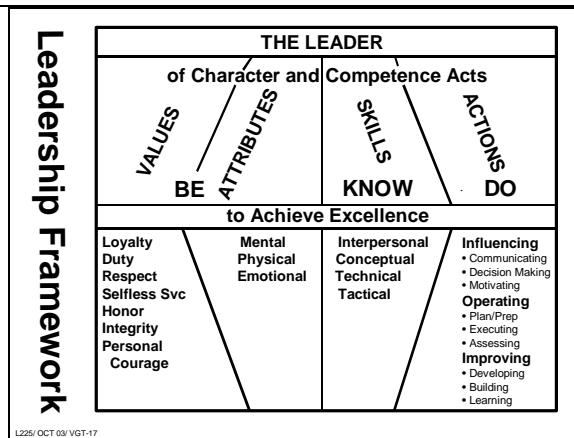 Leadership Framework
THE LEADER
of Character and Competence Acts
VALUES
ATTRIBUTES
SKILLS
ACTIONS
BE
KNOW
DO
to Achieve Excellence
Loyalty
Duty
Respect
Selfless Svc
Honor
Integrity
Personal
Courage
Mental
Physical
Emotional
Interpersonal
Conceptual
Technical
Tactical
Influencing
• Communicating
• Decision Making
• Motivating
Operating
• Plan/Prep
• Executing
• Assessing
Improving
• Developing
• Building
• Learning
L225/ OCT 03/ VGT-17